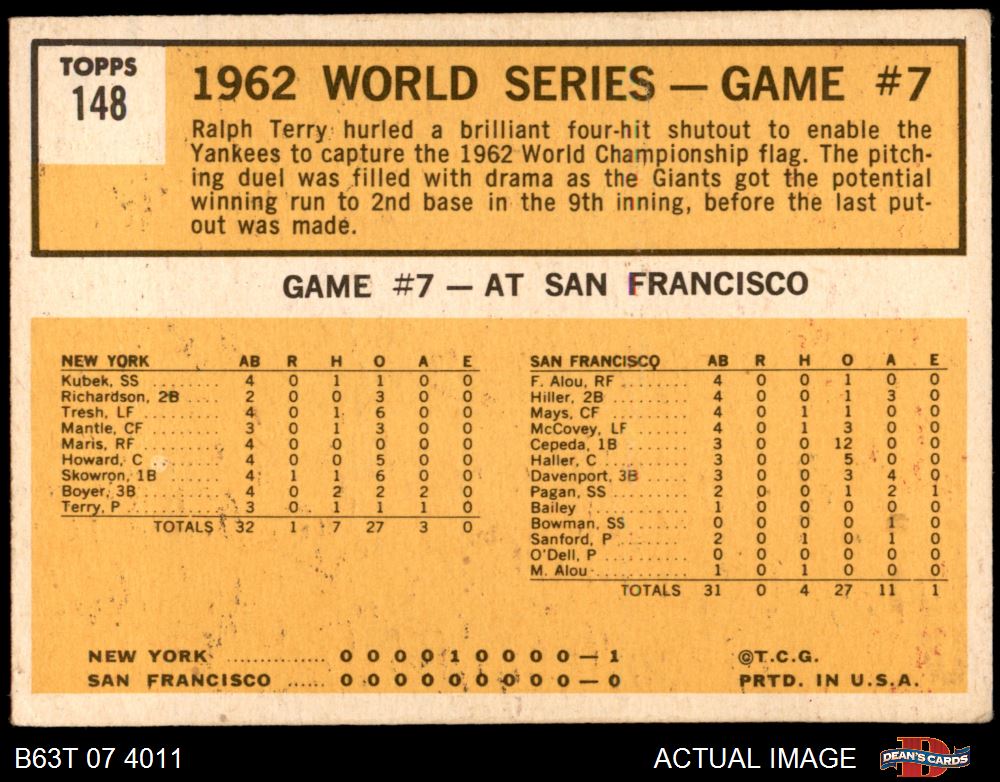 TOPPS
148
1962 WORLD SERIES — GAME #7
Ralph Terry hurled a brilliant four-hit shutout to enable the
Yankees to capture the 1962 World Championship flag. The pitch-
ing duel was filled with drama as the Giants got the potential
winning run to 2nd base in the 9th inning, before the last put-
out was made.
GAME #7 — AT SAN FRANCISCO
NEW YORK AB R H O A E
Kubek, SS ......... 4 0 1 1 0 0
Richardson, 2B ..... 2 0 0 3 0 0
Tresh, LF ......... 4 0 1 6 0 0
Mantle, CF ........ 3 0 1 3 0 0
Maris, RF ......... 4 0 0 0 0 0
Howard, C ......... 4 0 0 5 0 0
Skowron, 1B ....... 4 1 1 6 0 0
Boyer, 3B ......... 4 0 2 2 2 0
Terry, P .......... 3 0 1 1 1 0
TOTALS 32 1 7 27 3 0
SAN FRANCISCO AB R H O A E
F. Alou, RF ........ 4 0 0 1 0 0
Hiller, 2B ......... 4 0 0 1 3 0
Mays, CF .......... 4 0 1 1 0 0
McCovey, LF ....... 4 0 1 3 0 0
Cepeda, 1B ........ 3 0 0 12 0 0
Haller, C .......... 3 0 0 5 0 0
Davenport, 3B ...... 3 0 0 3 4 0
Pagan, SS ......... 2 0 0 1 2 1
Bailey ............ 1 0 0 0 0 0
Bowman, SS ........ 0 0 0 0 1 0
Sanford, P ......... 2 0 1 0 1 0
O'Dell, P .......... 0 0 0 0 0 0
M. Alou ........... 1 0 1 0 0 0
TOTALS 31 0 4 27 11 1
NEW YORK .............. 0 0 0 0 1 0 0 0 0 — 1
SAN FRANCISCO ...... 0 0 0 0 0 0 0 0 0 — 0
©T.C.G.
PRTD. IN U.S.A.
B63T 07 4011
ACTUAL IMAGE
D
DEAN'S CARDS